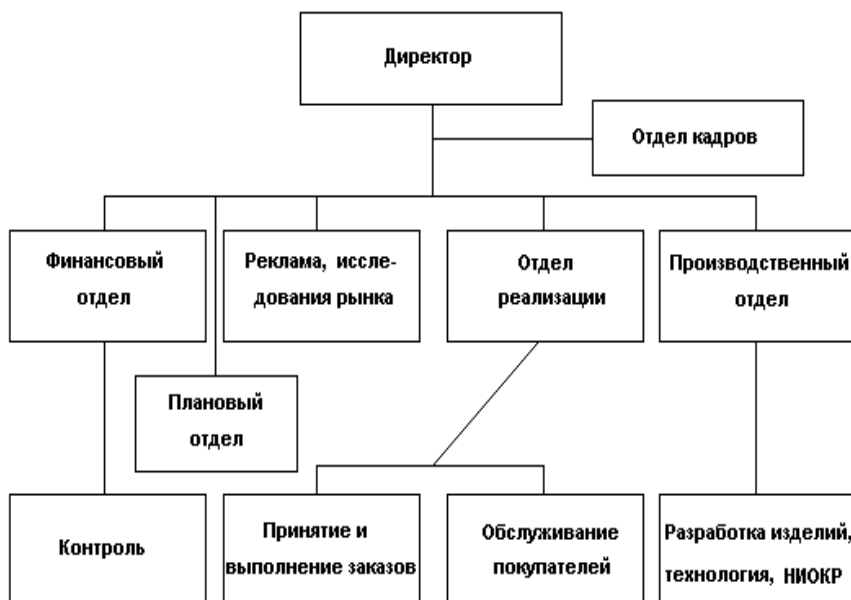 Директор
Отдел кадров
Финансовый
отдел
Реклама, иссле-
дования рынка
Отдел
реализации
Производственный
отдел
Плановый
отдел
Контроль
Принятие и
выполнение заказов
Обслуживание
покупателей
Разработка изделий,
технология, НИОКР